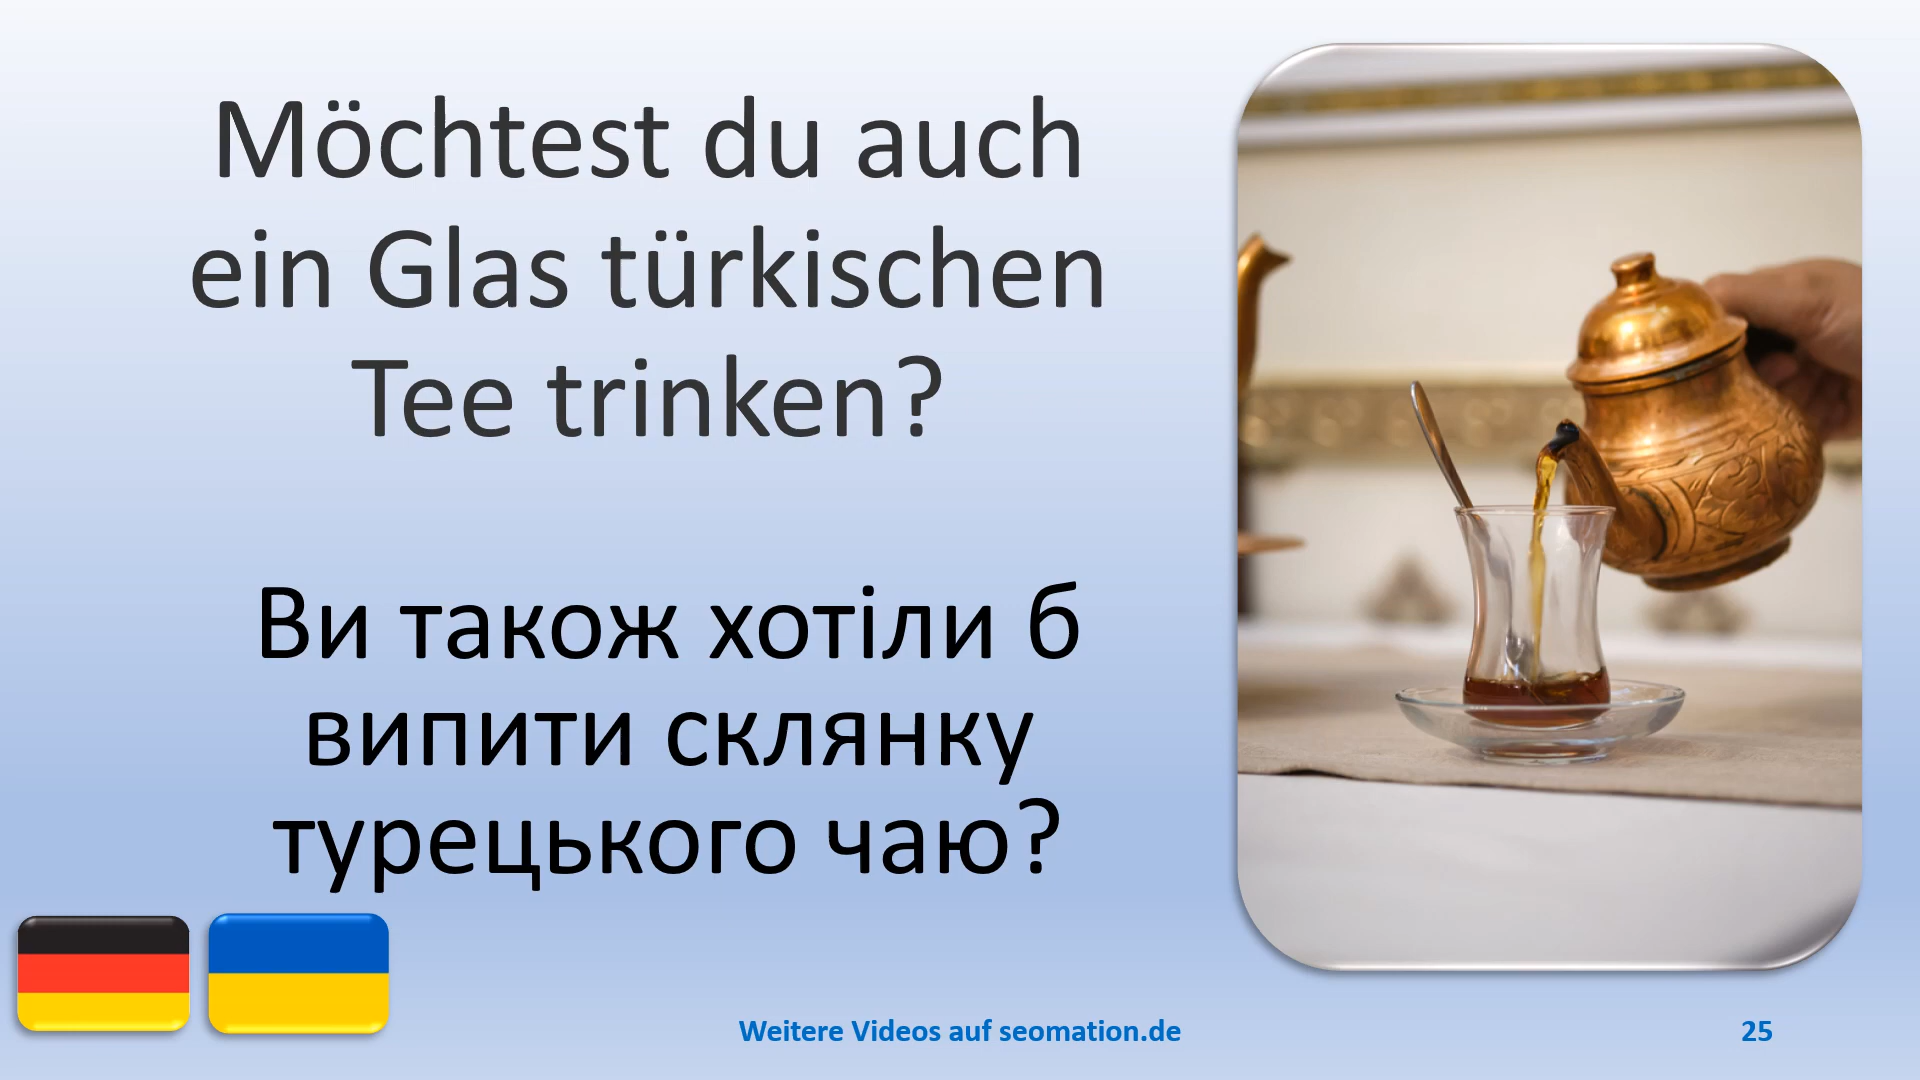 Möchtest du auch
ein Glas türkischen
Tee trinken?
Ви також хотіли б
випити склянку
турецького чаю?
Weitere Videos auf seomation.de
25